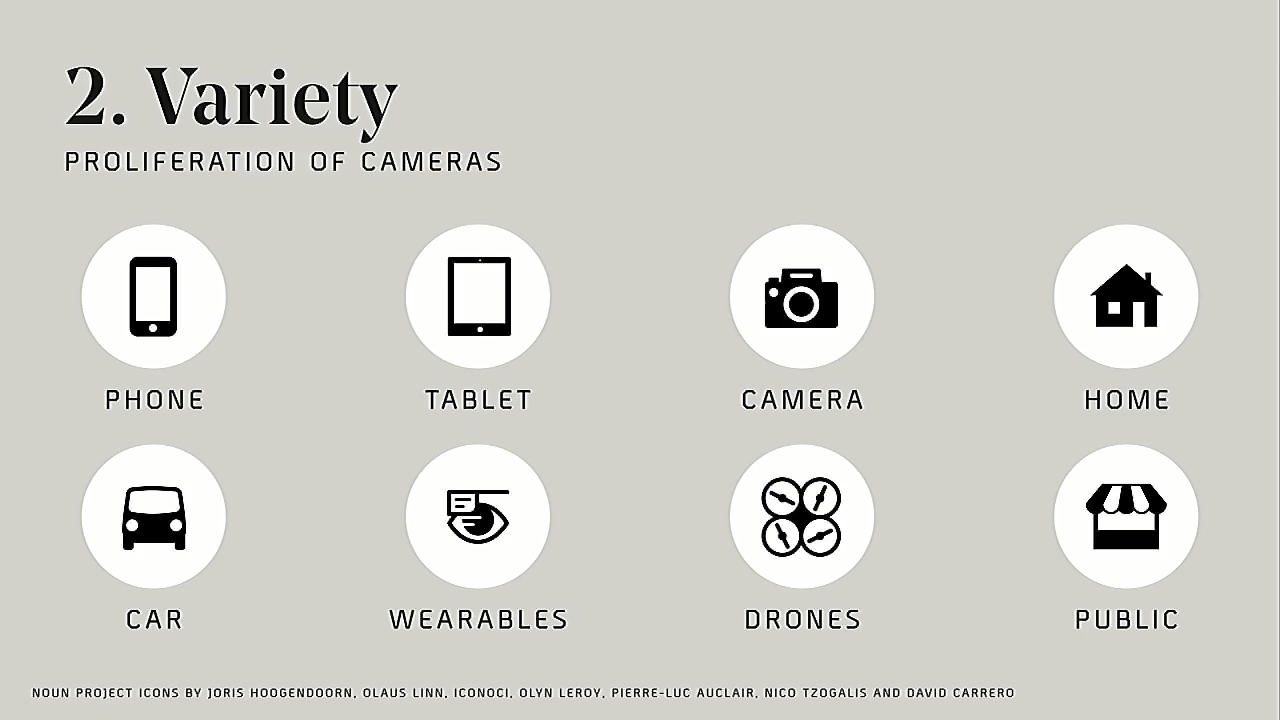 2. Variety
PROLIFERATION OF CAMERAS
PHONE
TABLET
CAMERA
HOME
CAR
WEARABLES
DRONES
PUBLIC
NOUN PROJECT ICONS BY JORIS HOOGENDOORN, OLAUS LINN, ICONOCI, OLYN LEROY, PIERRE-LUC AUCLAIR, NICO TZOGALIS AND DAVID CARRERO